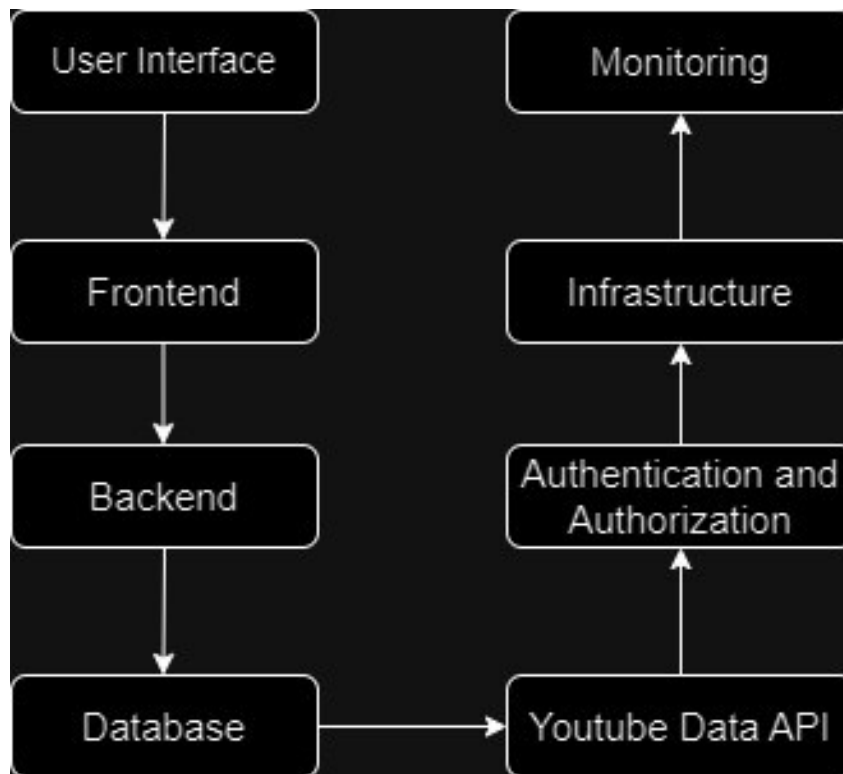 User Interface
Frontend
Backend
Database
Youtube Data API
Authentication and
Authorization
Infrastructure
Monitoring